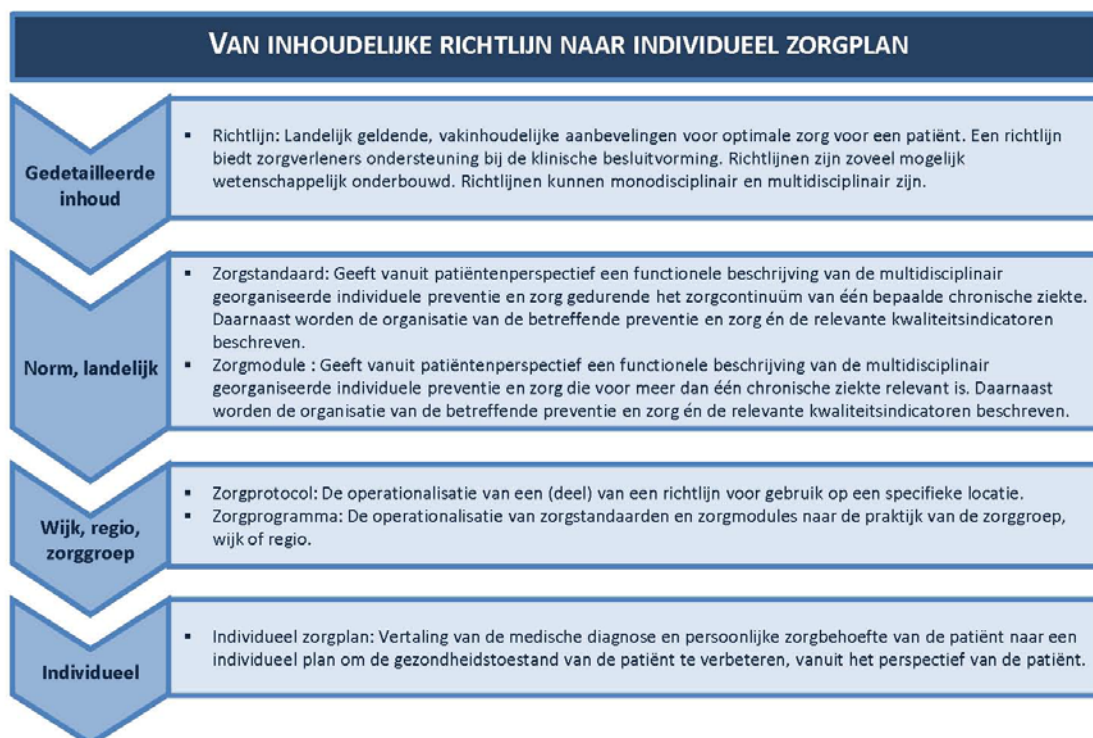 VAN INHOUDELIJKE RICHTLIJN NAAR INDIVIDUEEL ZORGPLAN
Gedetailleerde
inhoud
▪ Richtlijn: Landelijk geldende, vakinhoudelijke aanbevelingen voor optimale zorg voor een patiënt. Een richtlijn
biedt zorgverleners ondersteuning bij de klinische besluitvorming. Richtlijnen zijn zoveel mogelijk
wetenschappelijk onderbouwd. Richtlijnen kunnen monodisciplinair en multidisciplinair zijn.
Norm, landelijk
▪ Zorgstandaard: Geeft vanuit patiëntenperspectief een functionele beschrijving van de multidisciplinair
georganiseerde individuele preventie en zorg gedurende het zorgcontinuüm van één bepaalde chronische ziekte.
Daarnaast worden de organisatie van de betreffende preventie en zorg én de relevante kwaliteitsindicatoren
beschreven.
▪ Zorgmodule : Geeft vanuit patiëntenperspectief een functionele beschrijving van de multidisciplinair
georganiseerde individuele preventie en zorg die voor meer dan één chronische ziekte relevant is. Daarnaast
worden de organisatie van de betreffende preventie en zorg én de relevante kwaliteitsindicatoren beschreven.
Wijk, regio,
zorggroep
▪ Zorgprotocol: De operationalisatie van een (deel) van een richtlijn voor gebruik op een specifieke locatie.
▪ Zorgprogramma: De operationalisatie van zorgstandaarden en zorgmodules naar de praktijk van de zorggroep,
wijk of regio.
Individueel
▪ Individueel zorgplan: Vertaling van de medische diagnose en persoonlijke zorgbehoefte van de patiënt naar een
individueel plan om de gezondheidstoestand van de patiënt te verbeteren, vanuit het perspectief van de patiënt.